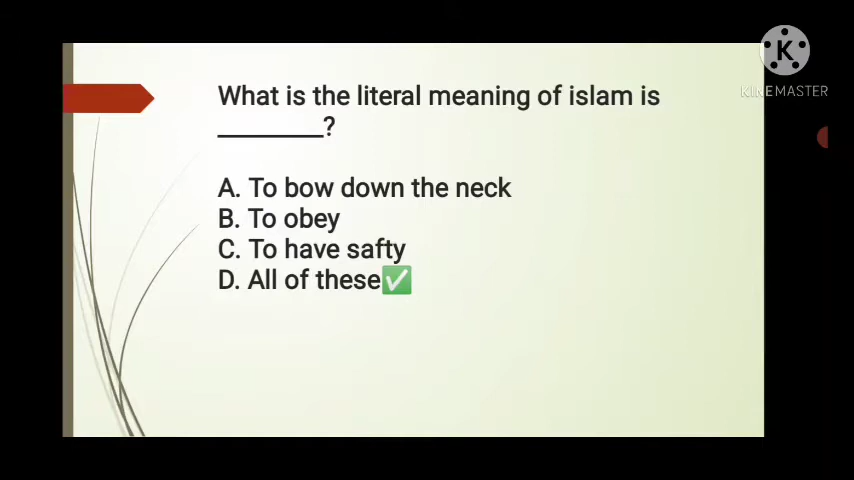 What is the literal meaning of islam is
________?
A. To bow down the neck
B. To obey
C. To have safty
D. All of these✅
K
KINEMASTER